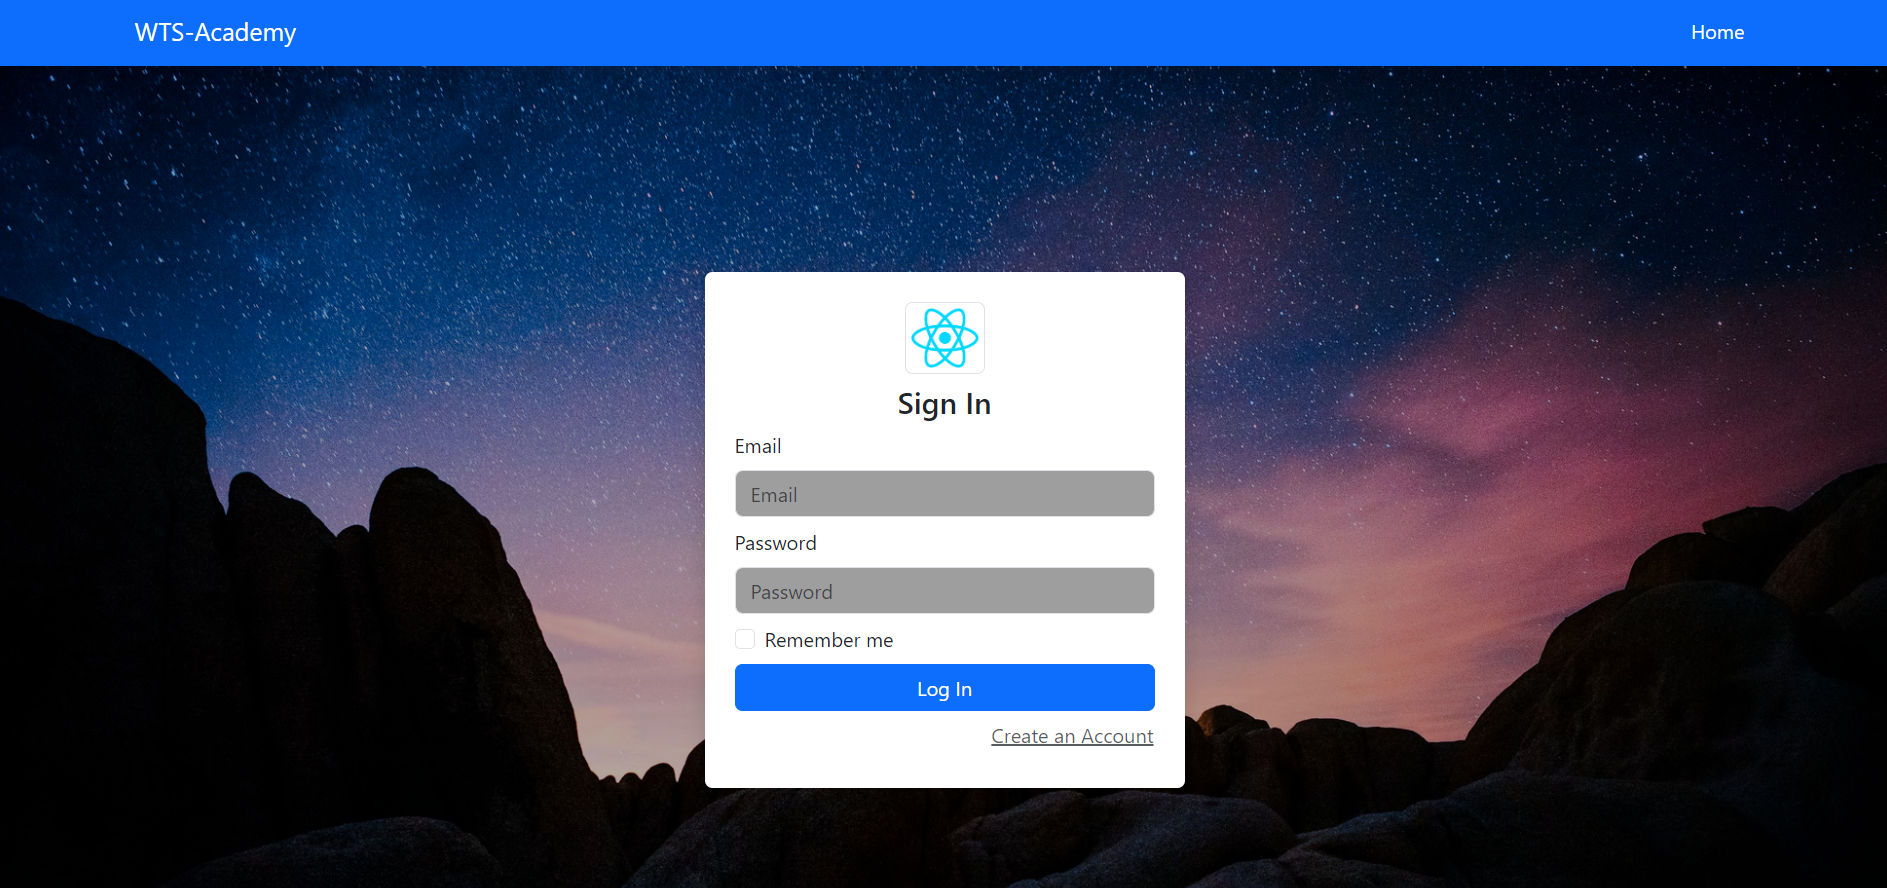 WTS-Academy
Home
Sign In
Email
Email
Password
Password
Remember me
Log In
Create an Account